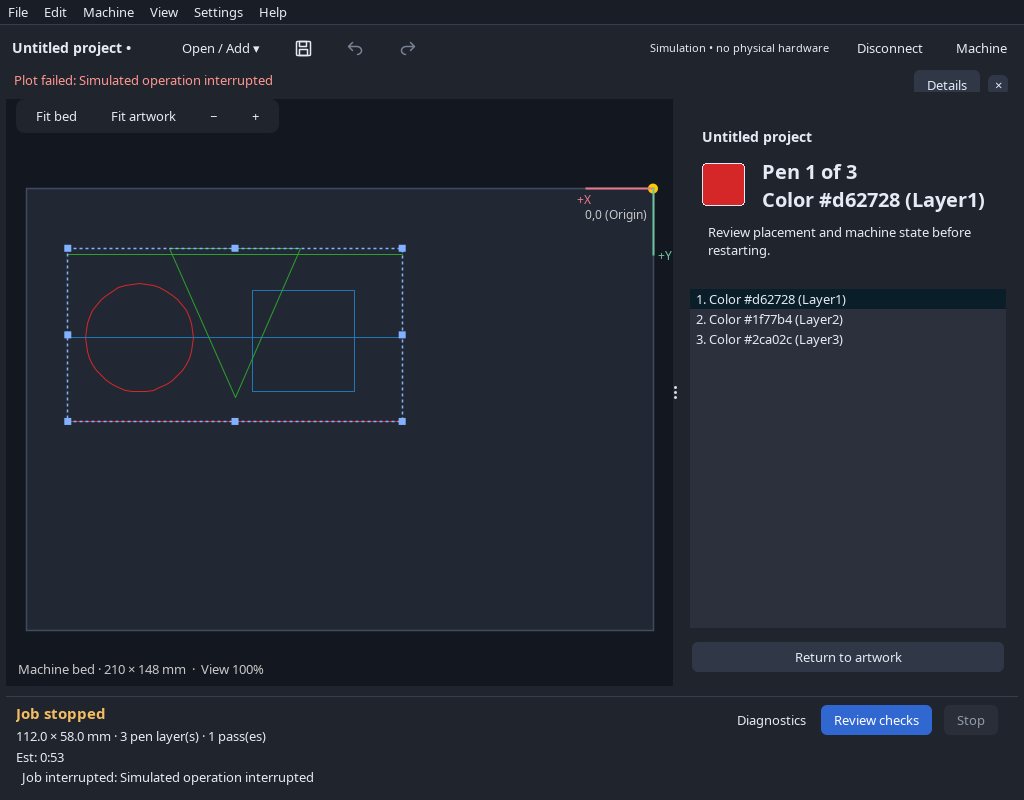 File Edit Machine View Settings Help
Untitled project • Open / Add ▾ Simulation • no physical hardware Disconnect Machine
Plot failed: Simulated operation interrupted Details ×
Fit bed Fit artwork − +
+X
0,0 (Origin)
+Y
Machine bed · 210 × 148 mm · View 100%
Untitled project
Pen 1 of 3
Color #d62728 (Layer1)
Review placement and machine state before
restarting.
1. Color #d62728 (Layer1)
2. Color #1f77b4 (Layer2)
3. Color #2ca02c (Layer3)
Return to artwork
Job stopped
112.0 × 58.0 mm · 3 pen layer(s) · 1 pass(es)
Est: 0:53
Job interrupted: Simulated operation interrupted
Diagnostics Review checks Stop